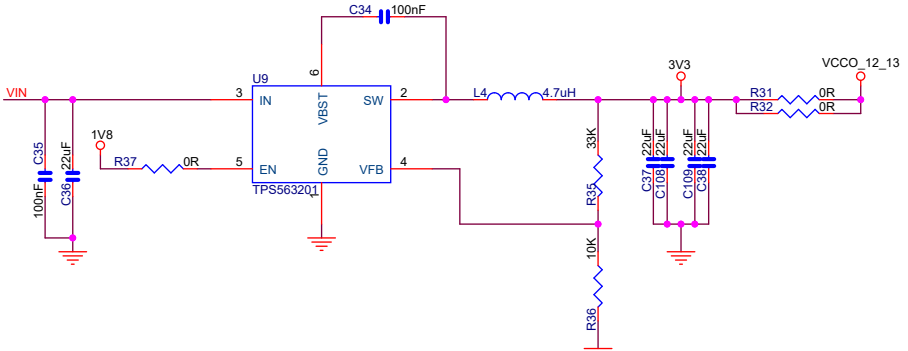 C34 100nF
3V3
VCCO_12_13
U9
6
VIN
3 IN
VBST
SW 2
L4 4.7uH
R31 0R
R32 0R
1V8
C35
100nF
C36
22uF
R37 0R
5 EN
GND
VFB 4
TPS563201
1
33K
R35
22uF
22uF
22uF
22uF
C37
C108
C109
C38
10K
R36